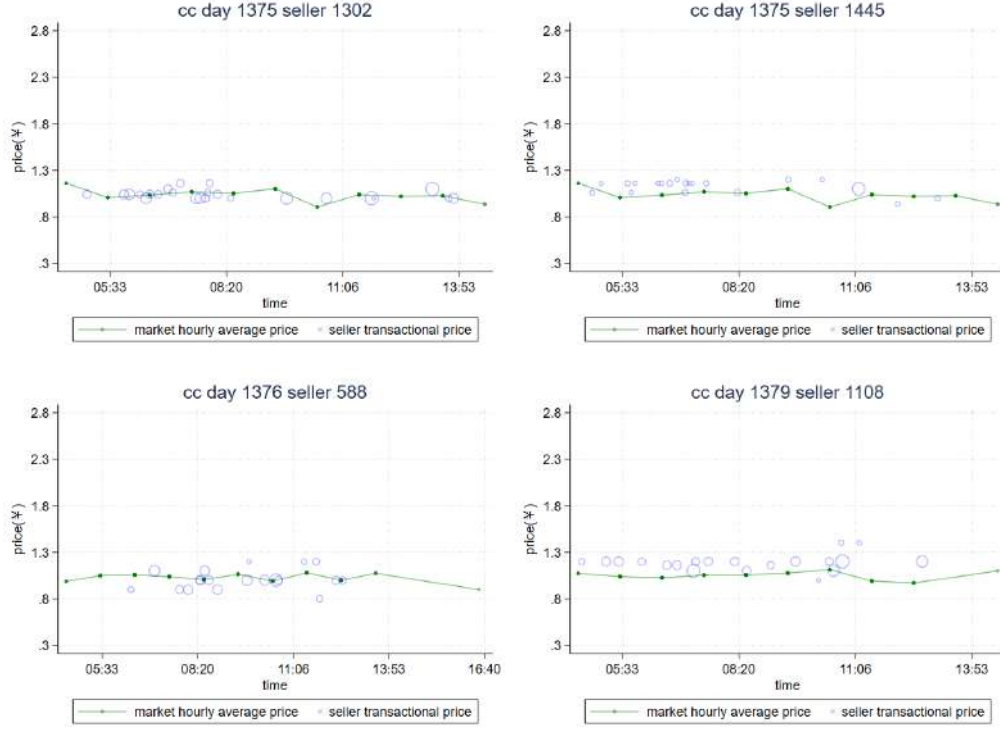 cc day 1375 seller 1302
2.8
2.3
1.8
1.3
.8
.3
price(¥)
05:33 08:20 11:06 13:53
time
market hourly average price seller transactional price
cc day 1375 seller 1445
2.8
2.3
1.8
1.3
.8
.3
price(¥)
05:33 08:20 11:06 13:53
time
market hourly average price seller transactional price
cc day 1376 seller 588
2.8
2.3
1.8
1.3
.8
.3
price(¥)
05:33 08:20 11:06 13:53 16:40
time
market hourly average price seller transactional price
cc day 1379 seller 1108
2.8
2.3
1.8
1.3
.8
.3
price(¥)
05:33 08:20 11:06 13:53
time
market hourly average price seller transactional price